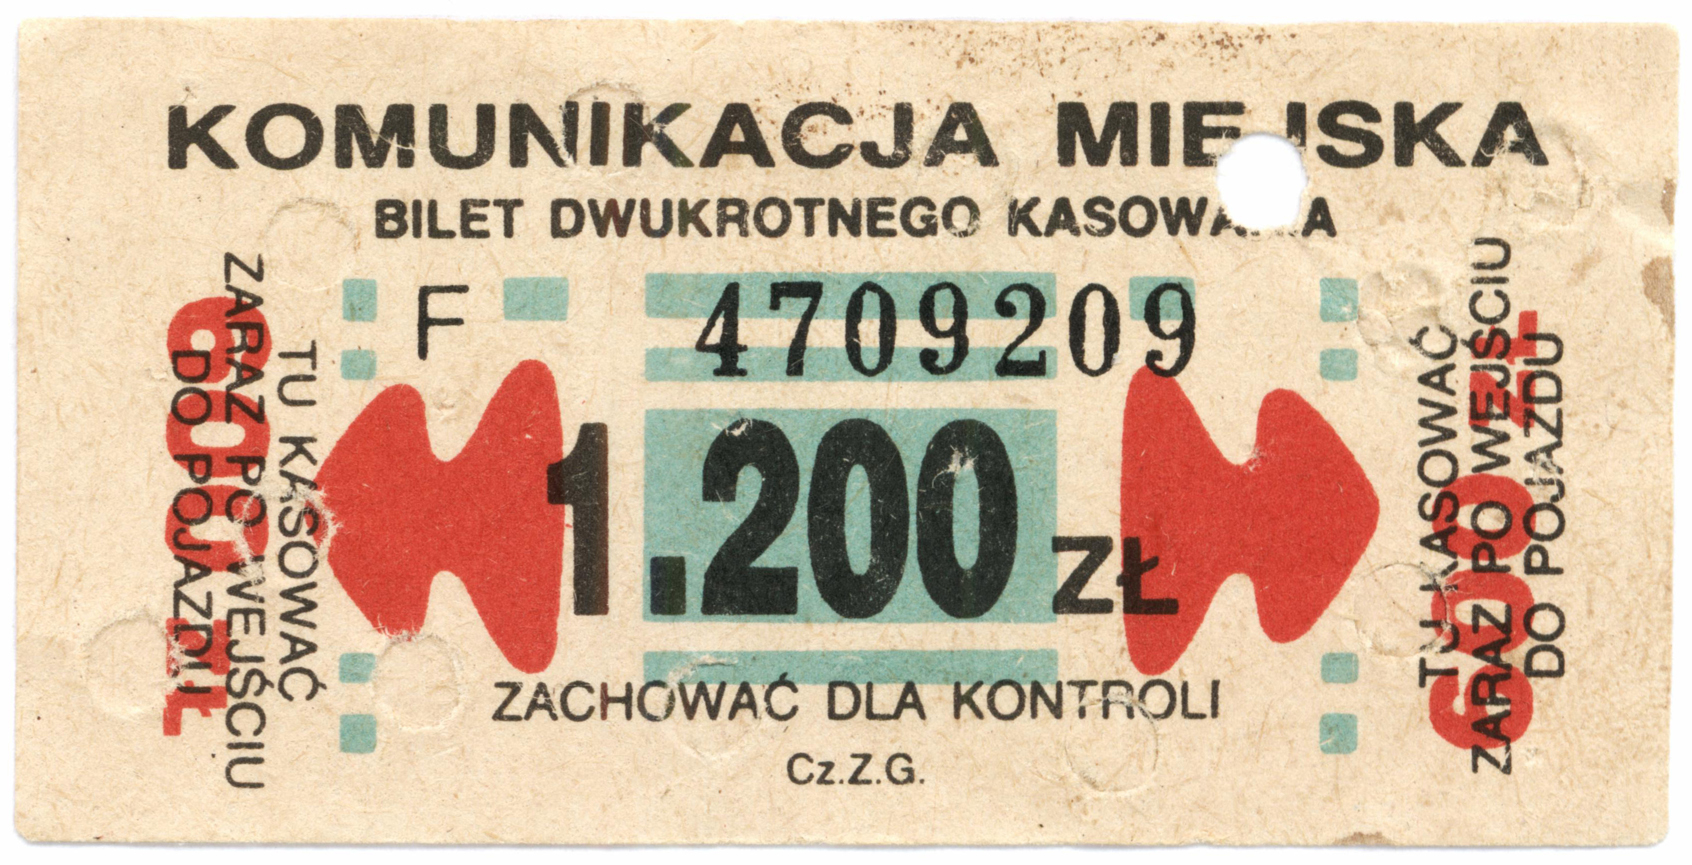 KOMUNIKACJA MIEJSKA
BILET DWUKROTNEGO KASOWANIA
F 4709209
1.200 ZŁ
ZACHOWAĆ DLA KONTROLI
Cz.Z.G.
TU KASOWAĆ
ZARAZ PO WEJŚCIU
DO POJAZDU
600 zł
TU KASOWAĆ
ZARAZ PO WEJŚCIU
DO POJAZDU
600 zł